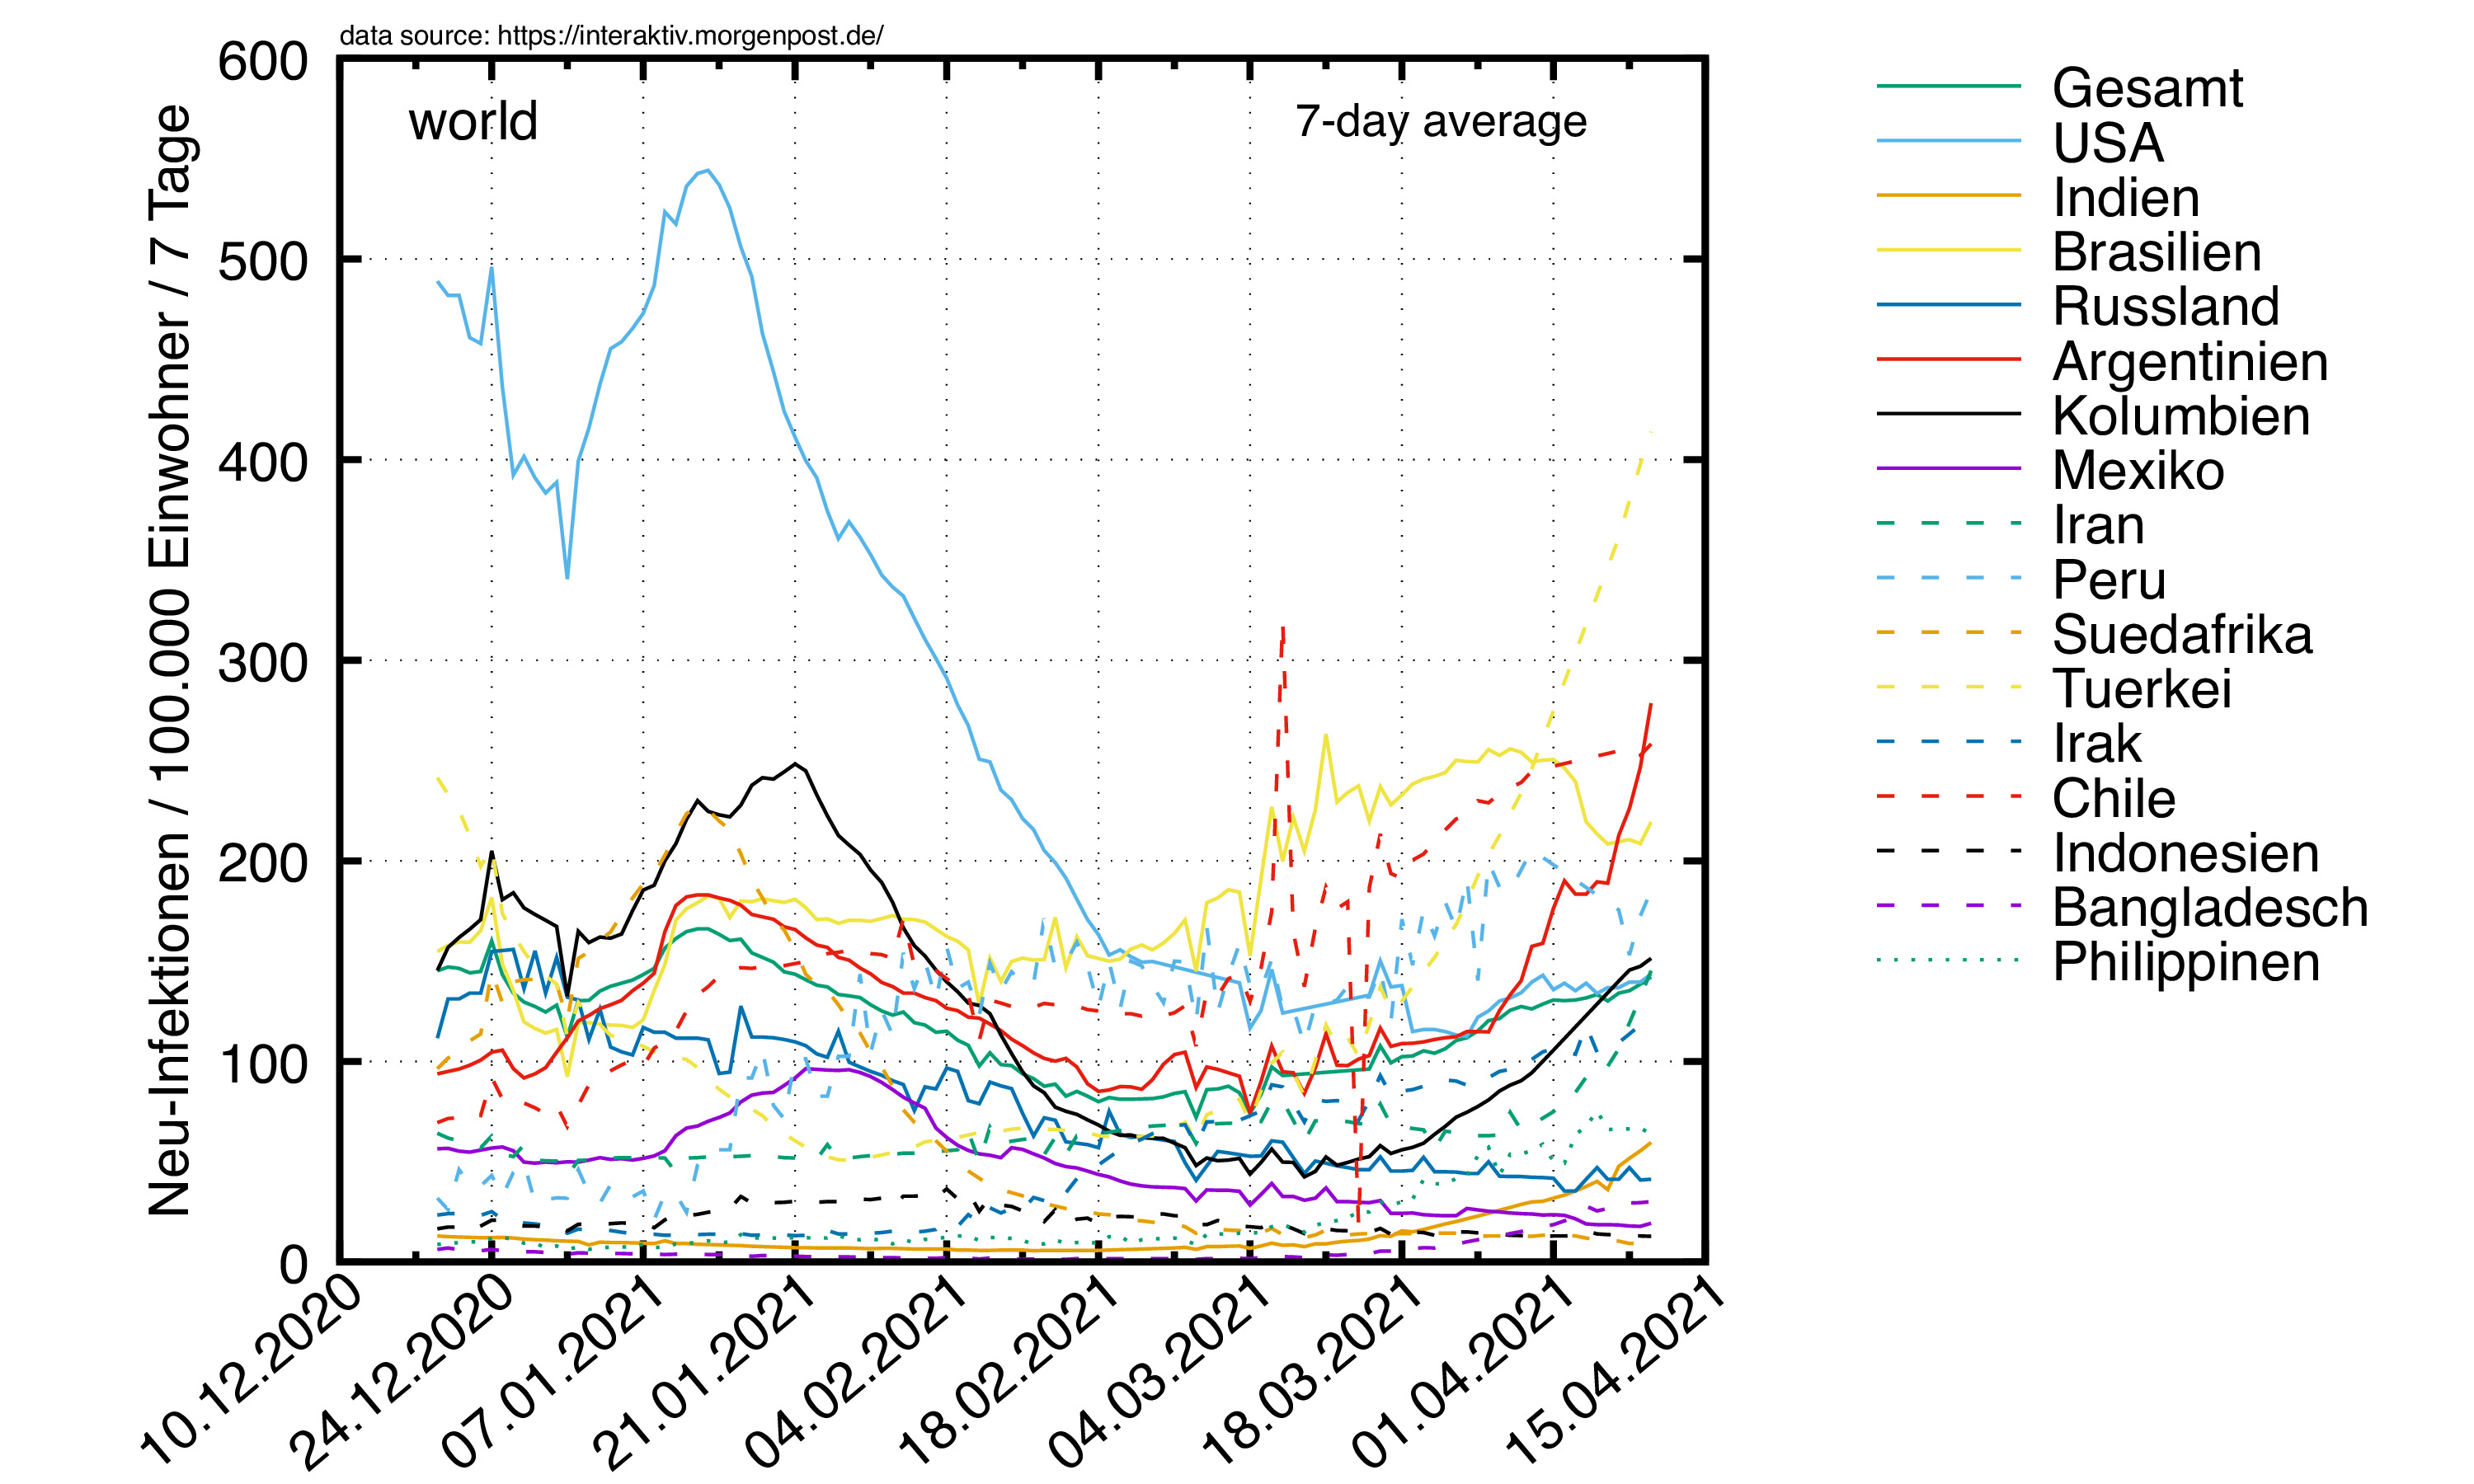 data source: https://interaktiv.morgenpost.de/
world
7-day average
Neu-Infektionen / 100.000 Einwohner / 7 Tage
600
500
400
300
200
100
0
10.12.2020
24.12.2020
07.01.2021
21.01.2021
04.02.2021
18.02.2021
04.03.2021
18.03.2021
01.04.2021
15.04.2021
Gesamt
USA
Indien
Brasilien
Russland
Argentinien
Kolumbien
Mexiko
Iran
Peru
Suedafrika
Tuerkei
Irak
Chile
Indonesien
Bangladesch
Philippinen